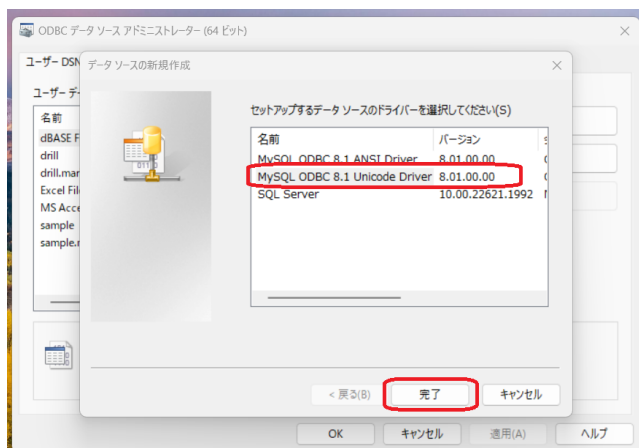 ODBC データ ソース アドミニストレーター (64 ビット)
ユーザー DSN
データ ソースの新規作成
ユーザー デー
名前
dBASE F
drill
drill.mar
Excel File
MS Acce
sample
sample.r
セットアップするデータ ソースのドライバーを選択してください(S)
名前 バージョン
MySQL ODBC 8.1 ANSI Driver 8.01.00.00
MySQL ODBC 8.1 Unicode Driver 8.01.00.00
SQL Server 10.00.22621.1992
< 戻る(B) 完了 キャンセル
OK キャンセル 適用(A) ヘルプ